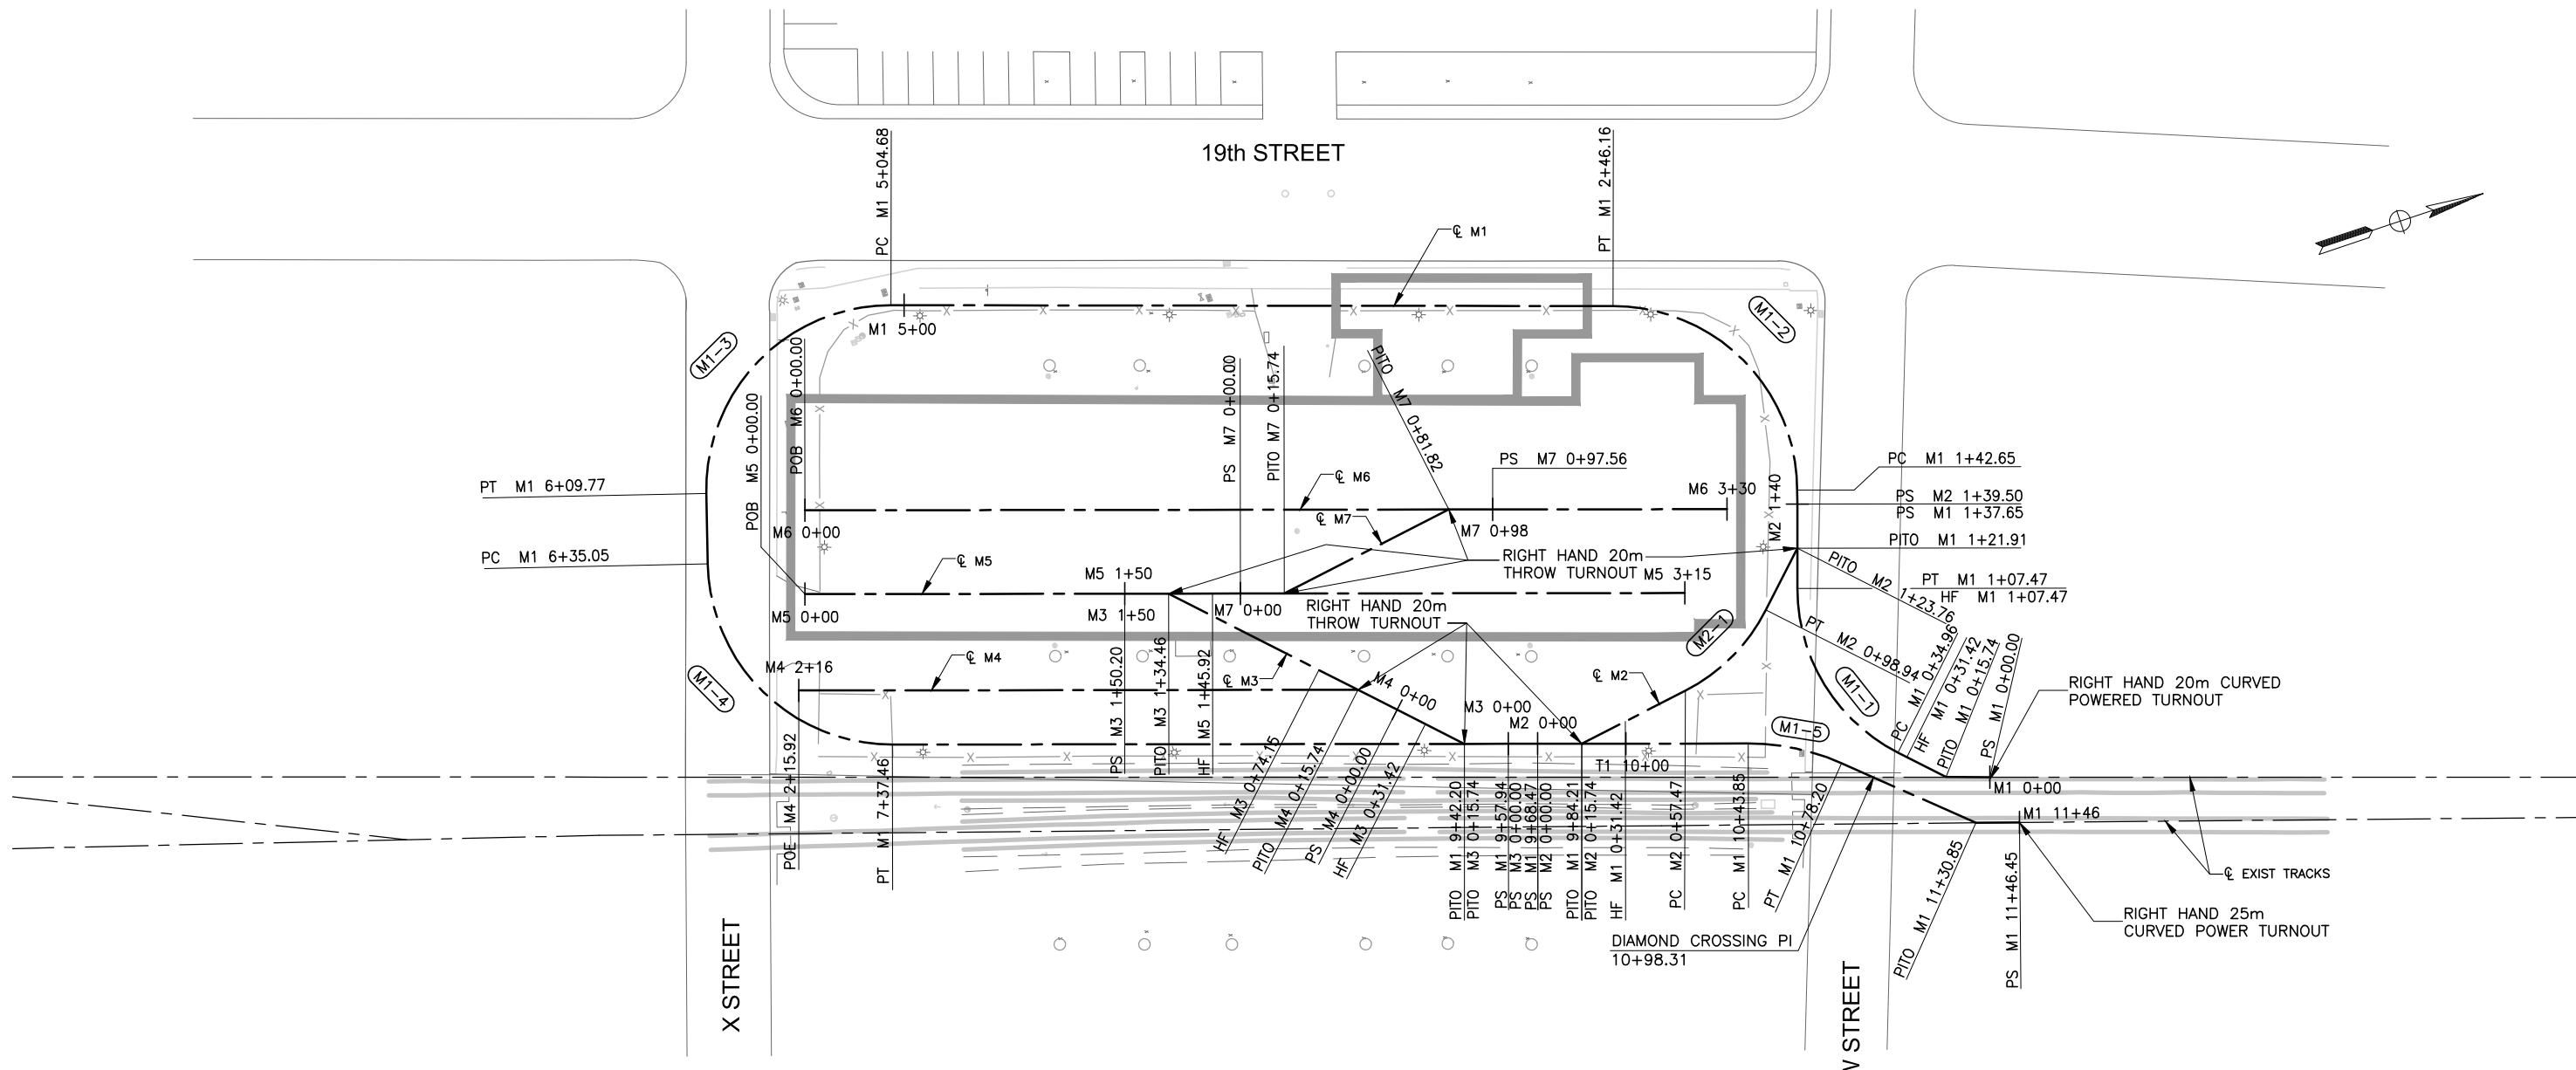 PC M1 5+04.68
19th STREET
PT M1 2+46.16
℄ M1
M1-2
M1 5+00
M1-3
POB M6 0+00.00
POB M5 0+00.00
PS M7 0+00.00
PITO M7 0+15.74
PITO M7 0+81.82
PS M7 0+97.56
PC M1 1+42.65
℄ M6
M6 3+30
M2 1+40
PS M2 1+39.50
PS M1 1+37.65
PT M1 6+09.77
℄ M7
M7 0+98
M6 0+00
PITO M1 1+21.91
PC M1 6+35.05
℄ M5
M5 1+50
RIGHT HAND 20m
THROW TURNOUT
M5 3+15
PITO M2 1+23.76
PT M1 1+07.47
HF M1 1+07.47
M5 0+00
M3 1+50
M7 0+00
RIGHT HAND 20m
THROW TURNOUT
M2-1
PT M2 0+98.94
PC M1 0+34.96
HF M1 0+31.42
PITO M1 0+15.74
PS M1 0+00.00
M4 2+16
℄ M4
℄ M3
M4 0+00
℄ M2
M1-1
M1-4
RIGHT HAND 20m CURVED
POWERED TURNOUT
M3 0+00
M2 0+00
M1-5
T1 10+00
M1 0+00
M1 11+46
POE M4 2+15.92
PT M1 7+37.46
PS M3 1+50.20
PITO M3 1+34.46
HF M5 1+45.92
HF M3 0+74.15
PITO M4 0+15.74
PS M4 0+00.00
HF M3 0+31.42
PITO M1 9+42.20
PITO M3 0+15.74
PS M1 9+57.94
PS M3 0+00.00
PS M1 9+68.47
PS M2 0+00.00
PITO M1 9+84.21
PITO M2 0+15.74
HF M1 0+31.42
PC M2 0+57.47
PC M1 10+43.85
PT M1 10+78.20
PITO M1 11+30.85
PS M1 11+46.45
℄ EXIST TRACKS
RIGHT HAND 25m
CURVED POWER TURNOUT
DIAMOND CROSSING PI
10+98.31
X STREET
STREET